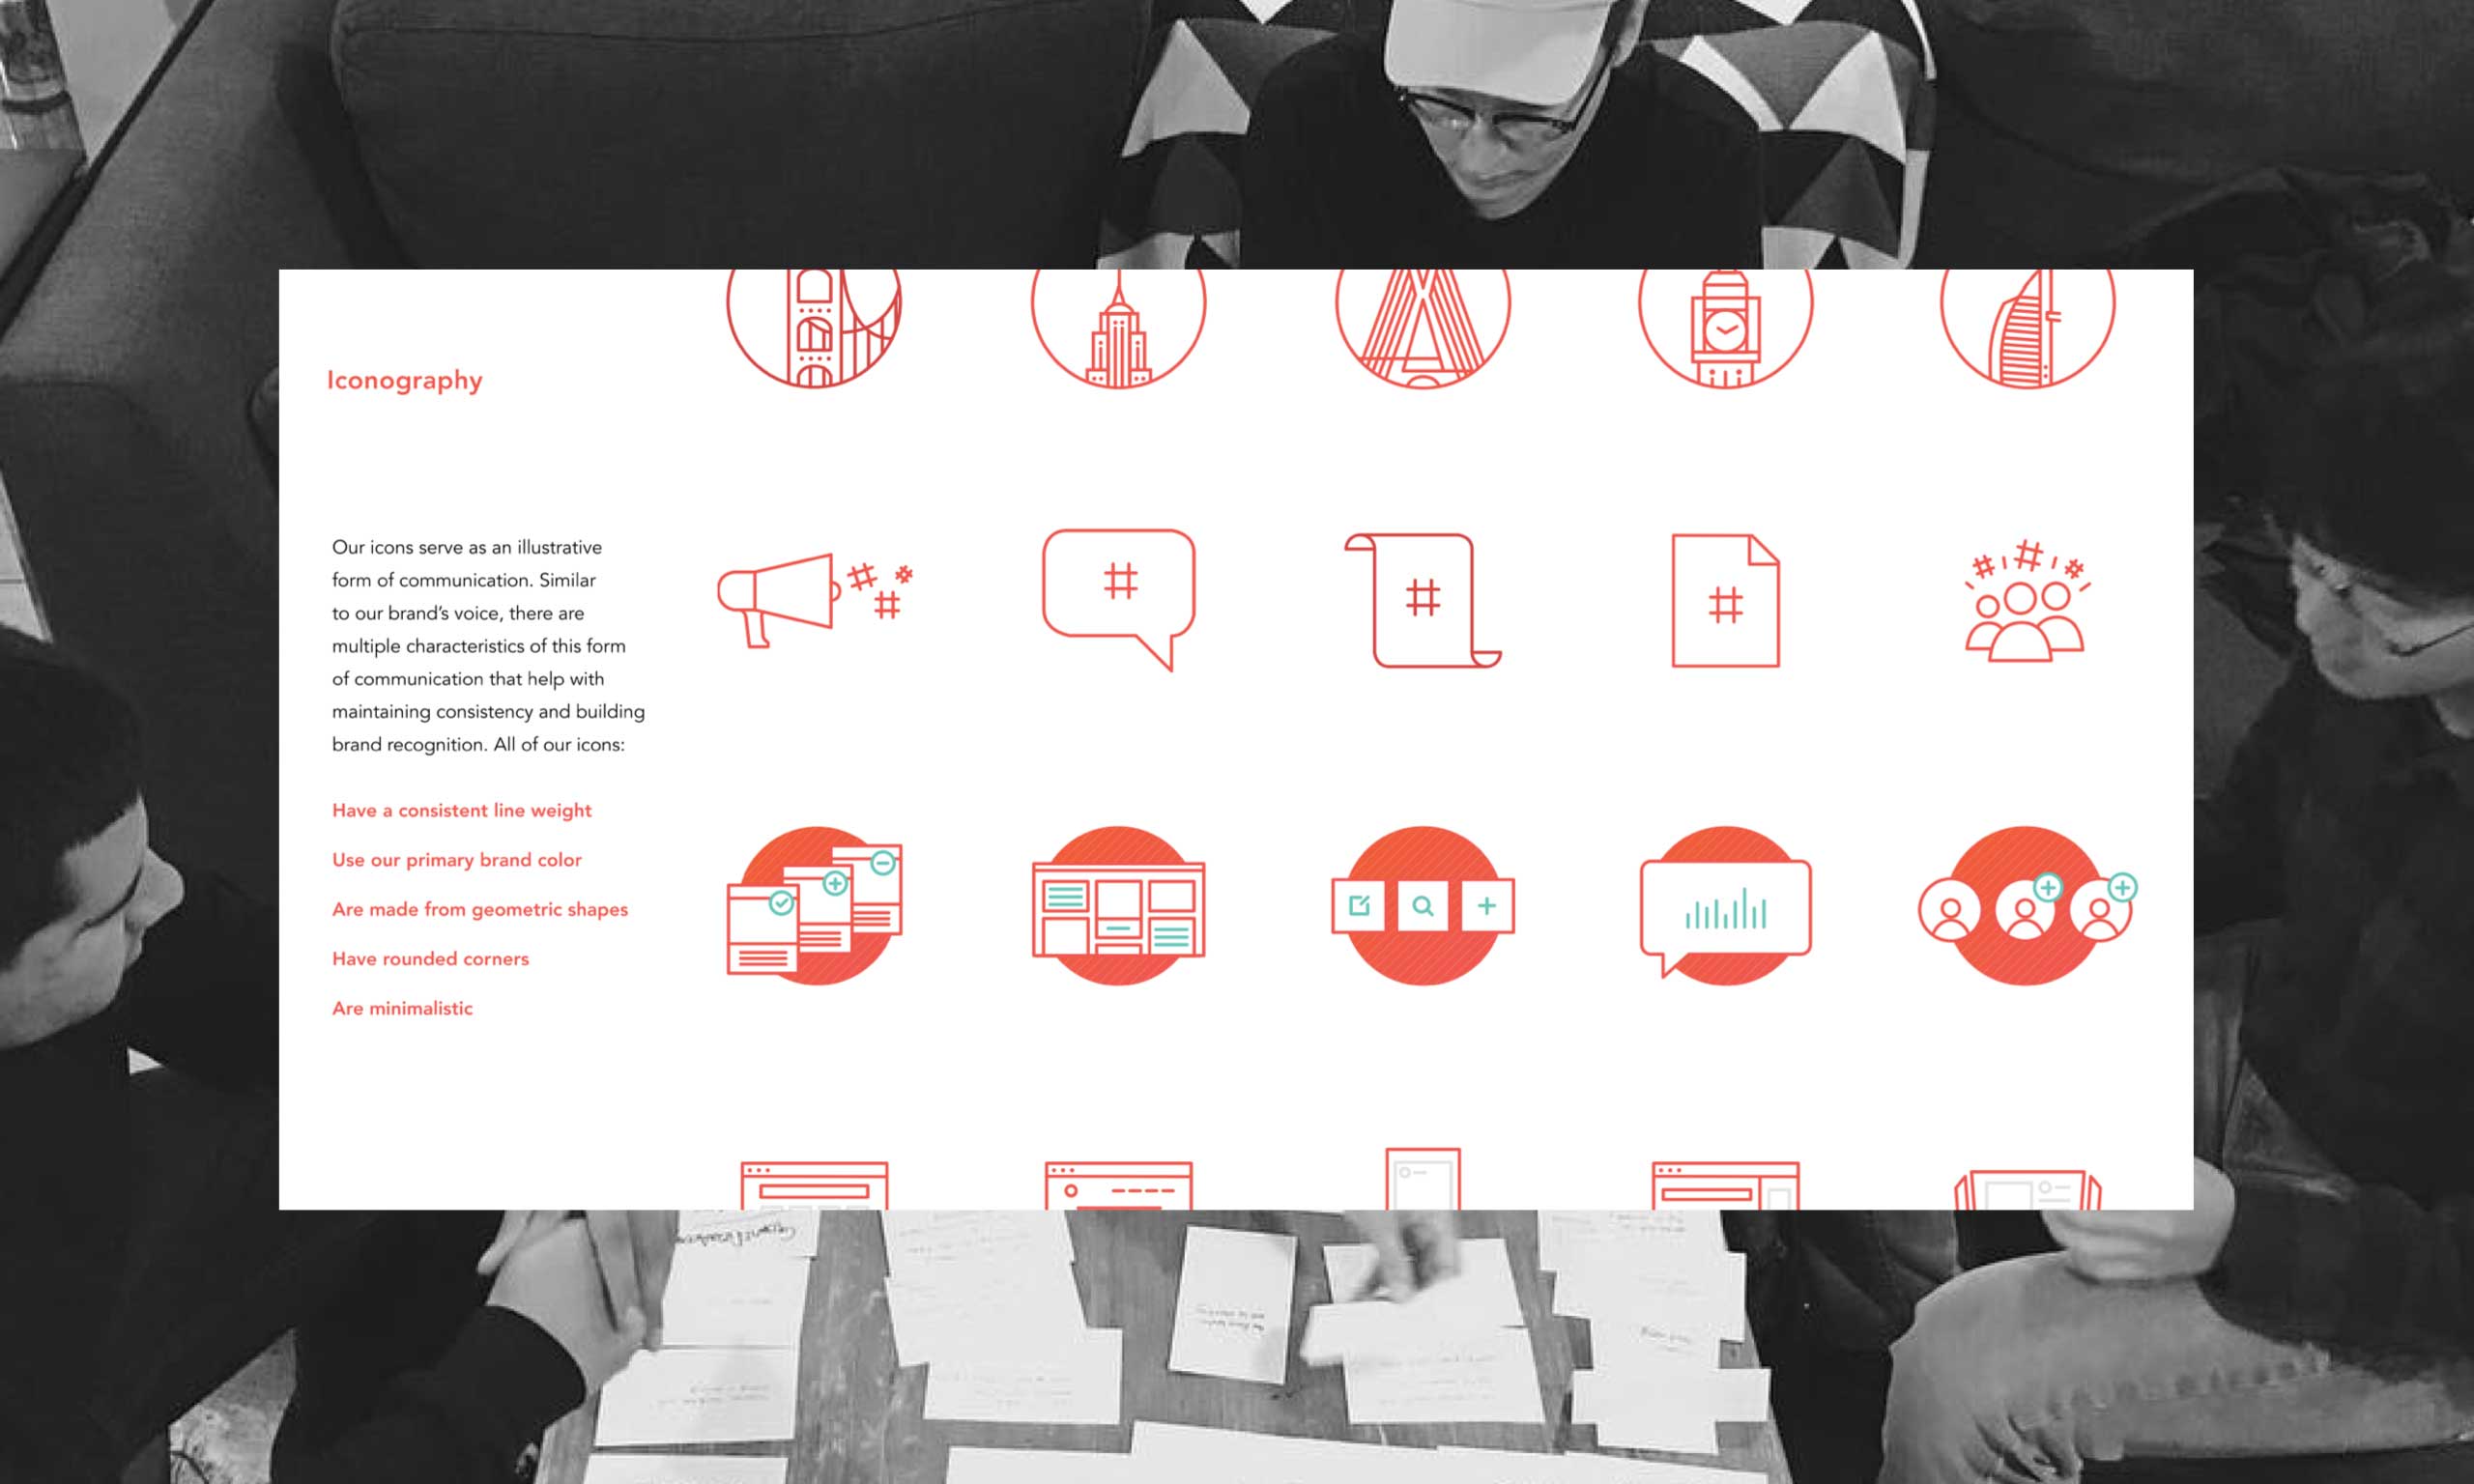 Iconography
Our icons serve as an illustrative
form of communication. Similar
to our brand’s voice, there are
multiple characteristics of this form
of communication that help with
maintaining consistency and building
brand recognition. All of our icons:
Have a consistent line weight
Use our primary brand color
Are made from geometric shapes
Have rounded corners
Are minimalistic